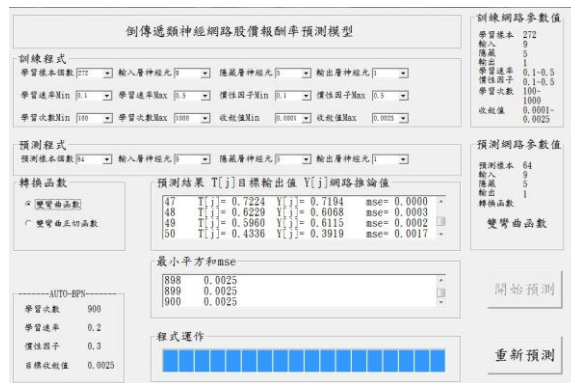 倒傳遞類神經網路股價報酬率預測模型
訓練程式
學習樣本個數 272 輸入層神經元 9 隱藏層神經元 5 輸出層神經元 1
學習速率Min 0.1 學習速率Max 0.5 慣性因子Min 0.1 慣性因子Max 0.5
學習次數Min 100 學習次數Max 1000 收歛值Min 0.0001 收歛值Max 0.0025
預測程式
預測樣本個數 64 輸入層神經元 9 隱藏層神經元 5 輸出層神經元 1
轉換函數
雙彎曲函數
雙彎曲正切函數
預測結果 T[j]目標輸出值 Y[j]網路推論值
47 T[j]= 0.7224 Y[j]= 0.7194 mse= 0.0000
48 T[j]= 0.6229 Y[j]= 0.6068 mse= 0.0003
49 T[j]= 0.5960 Y[j]= 0.6115 mse= 0.0002
50 T[j]= 0.4336 Y[j]= 0.3919 mse= 0.0017
最小平方和mse
898 0.0025
899 0.0025
900 0.0025
-------AUTO-BPN-------
學習次數 900
學習速率 0.2
慣性因子 0.3
目標收歛值 0.0025
程式運作
訓練網路參數值
學習樣本 272
輸入 9
隱藏 5
輸出 1
學習速率 0.1-0.5
慣性因子 0.1-0.5
學習次數 100-
1000
收歛值 0.0001-
0.0025
預測網路參數值
預測樣本 64
輸入 9
隱藏 5
輸出 1
轉換函數
雙彎曲函數
開始預測
重新預測